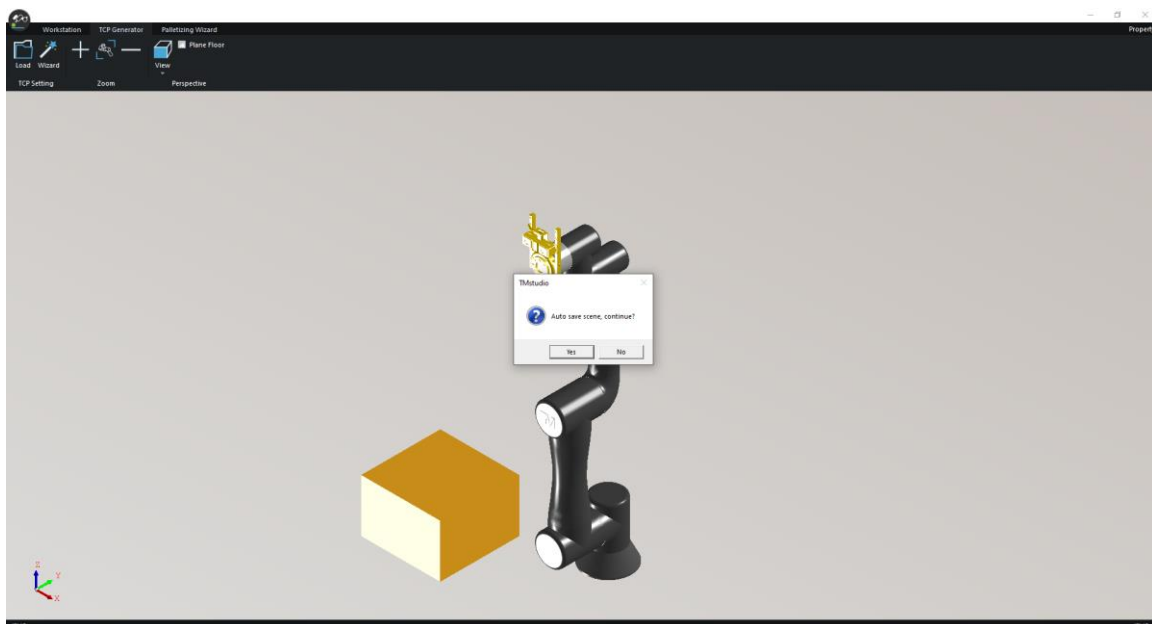 Workstation TCP Generator Palletizing Wizard
Propert
Load Wizard View Plane Floor
TCP Setting Zoom Perspective
TMstudio
Auto save scene, continue?
Yes No
TM
Z
Y
X